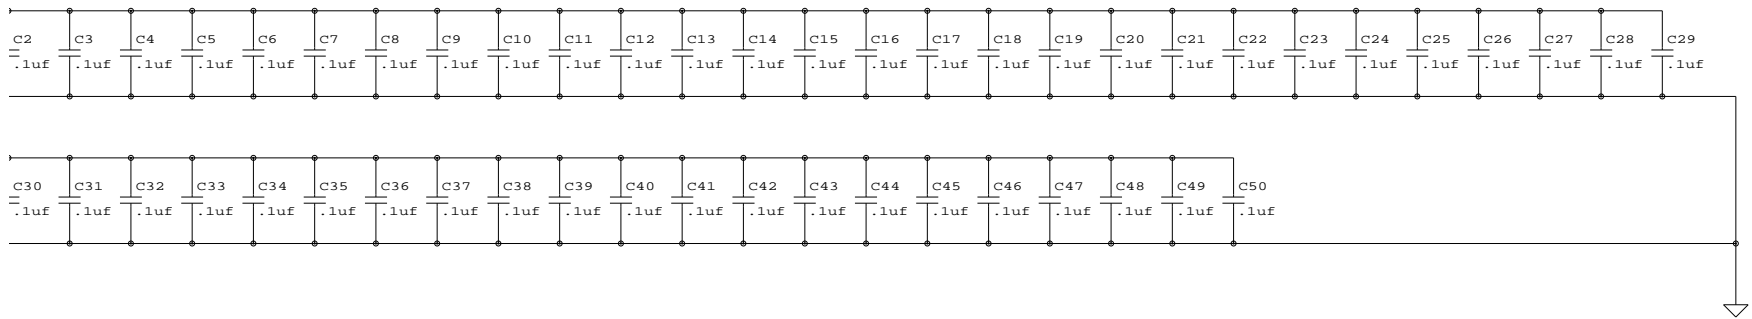 C2 C3 C4 C5 C6 C7 C8 C9 C10 C11 C12 C13 C14 C15 C16 C17 C18 C19 C20 C21 C22 C23 C24 C25 C26 C27 C28 C29
.1uf .1uf .1uf .1uf .1uf .1uf .1uf .1uf .1uf .1uf .1uf .1uf .1uf .1uf .1uf .1uf .1uf .1uf .1uf .1uf .1uf .1uf .1uf .1uf .1uf .1uf .1uf .1uf
C30 C31 C32 C33 C34 C35 C36 C37 C38 C39 C40 C41 C42 C43 C44 C45 C46 C47 C48 C49 C50
.1uf .1uf .1uf .1uf .1uf .1uf .1uf .1uf .1uf .1uf .1uf .1uf .1uf .1uf .1uf .1uf .1uf .1uf .1uf .1uf .1uf